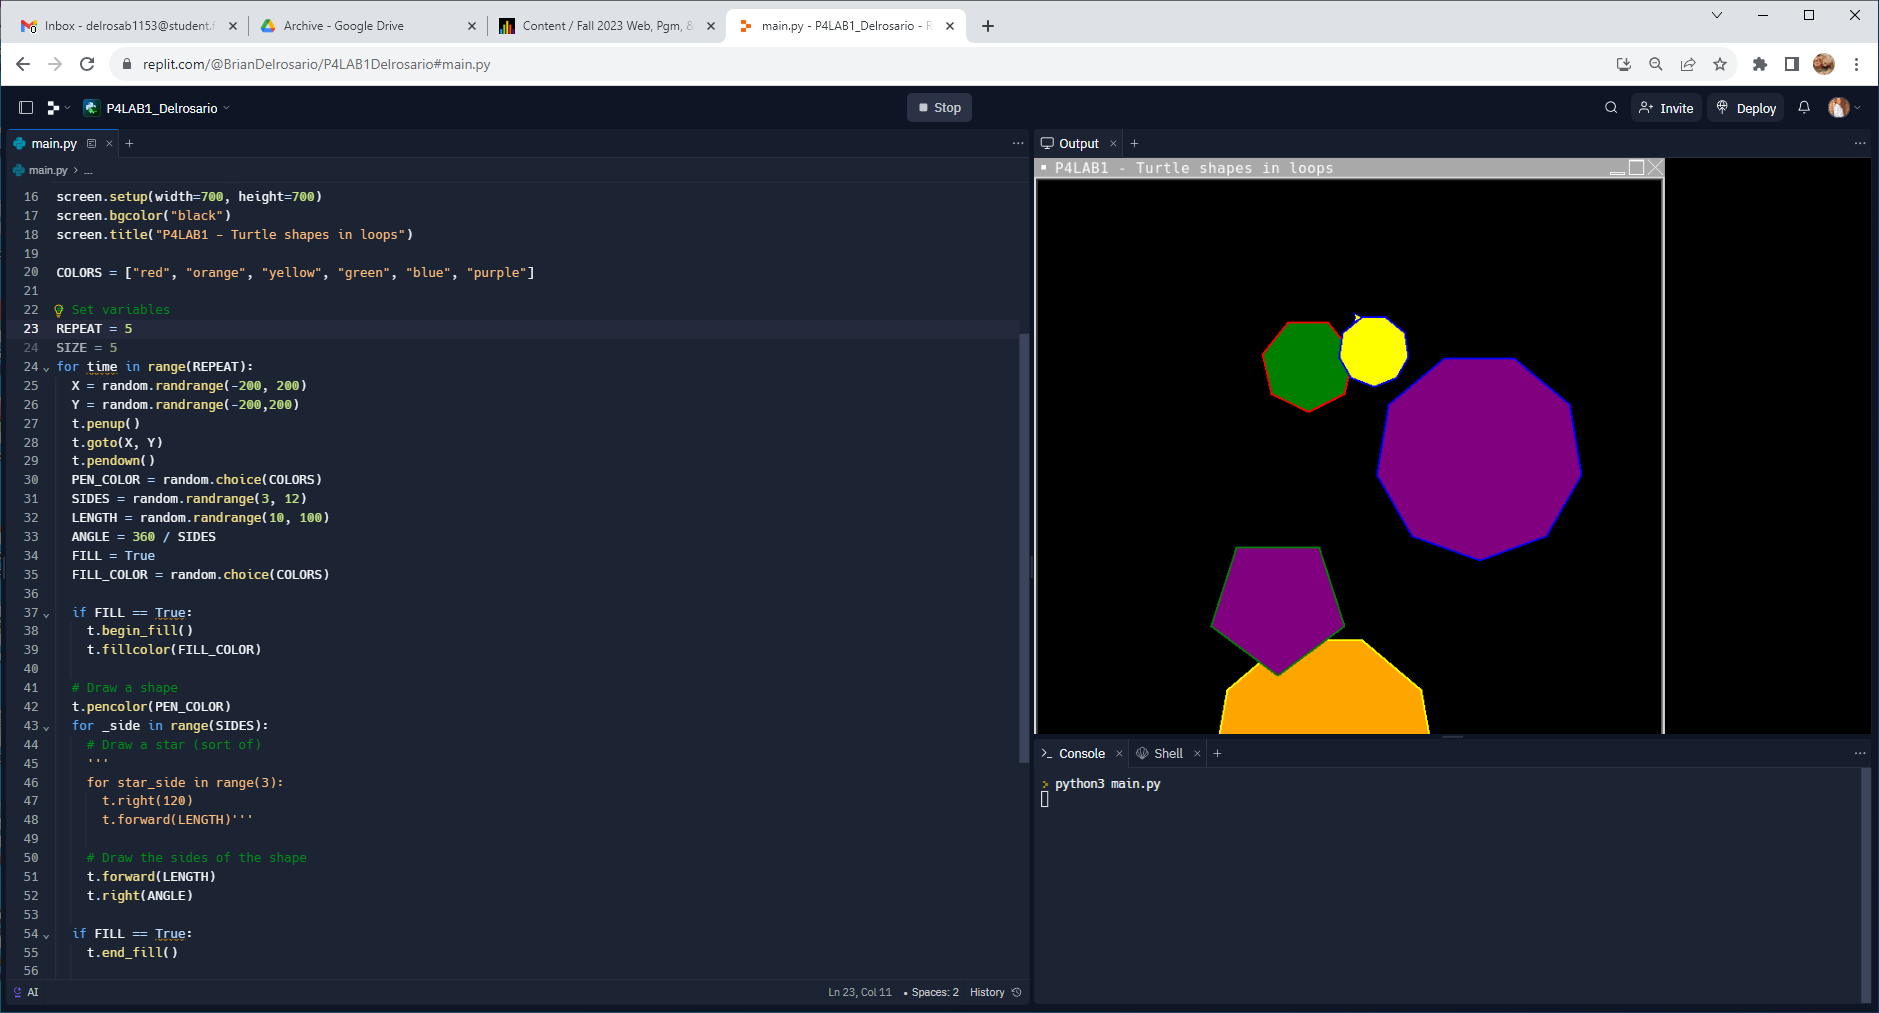 Inbox - delrosab1153@student.f
Archive - Google Drive
Content / Fall 2023 Web, Pgm, &
main.py - P4LAB1_Delrosario - R
replit.com/@BrianDelrosario/P4LAB1Delrosario#main.py
P4LAB1_Delrosario
Stop
Invite
Deploy
main.py
main.py > ...
16 screen.setup(width=700, height=700)
17 screen.bgcolor("black")
18 screen.title("P4LAB1 - Turtle shapes in loops")
19
20 COLORS = ["red", "orange", "yellow", "green", "blue", "purple"]
21
22 Set variables
23 REPEAT = 5
24 SIZE = 5
24 for time in range(REPEAT):
25 X = random.randrange(-200, 200)
26 Y = random.randrange(-200,200)
27 t.penup()
28 t.goto(X, Y)
29 t.pendown()
30 PEN_COLOR = random.choice(COLORS)
31 SIDES = random.randrange(3, 12)
32 LENGTH = random.randrange(10, 100)
33 ANGLE = 360 / SIDES
34 FILL = True
35 FILL_COLOR = random.choice(COLORS)
36
37 if FILL == True:
38 t.begin_fill()
39 t.fillcolor(FILL_COLOR)
40
41 # Draw a shape
42 t.pencolor(PEN_COLOR)
43 for _side in range(SIDES):
44 # Draw a star (sort of)
45 '''
46 for star_side in range(3):
47 t.right(120)
48 t.forward(LENGTH)'''
49
50 # Draw the sides of the shape
51 t.forward(LENGTH)
52 t.right(ANGLE)
53
54 if FILL == True:
55 t.end_fill()
56
AI
Ln 23, Col 11
Spaces: 2
History
Output
P4LAB1 - Turtle shapes in loops
Console
Shell
> python3 main.py